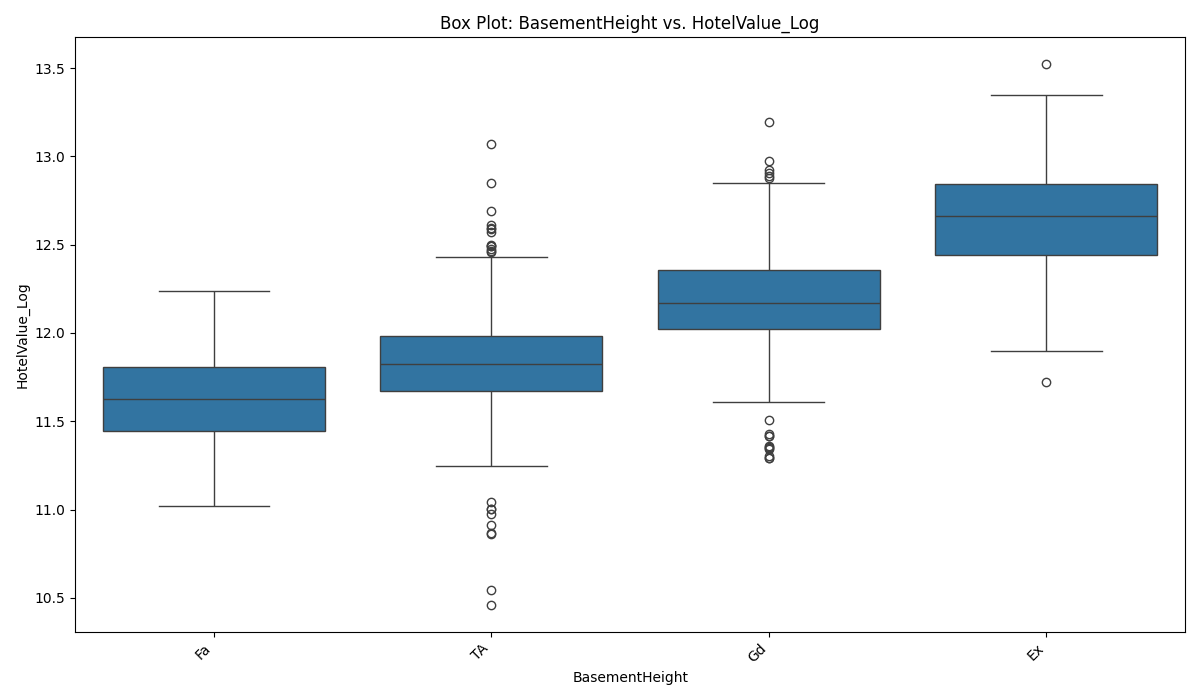 Box Plot: BasementHeight vs. HotelValue_Log
HotelValue_Log
13.5
13.0
12.5
12.0
11.5
11.0
10.5
Fa
TA
Gd
Ex
BasementHeight